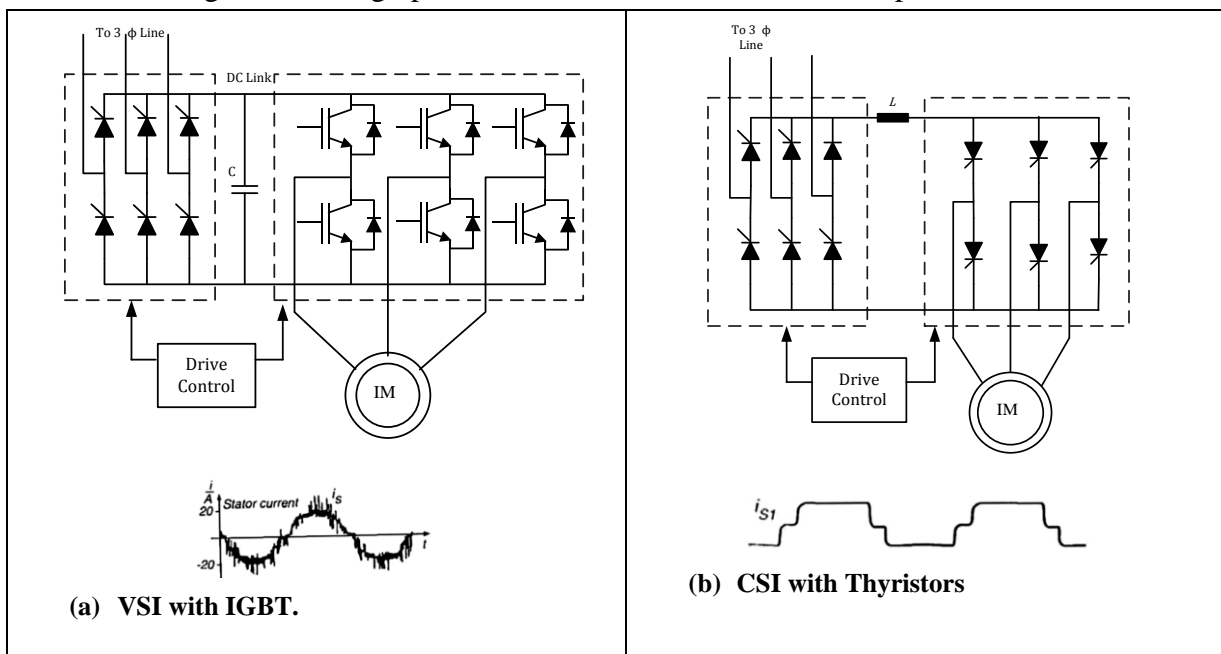 To 3 ϕ Line
DC Link
C
Drive
Control
IM
i
A
Stator current
i_s
20
-20
t
(a) VSI with IGBT.
To 3 ϕ
Line
L
Drive
Control
IM
i_S1
(b) CSI with Thyristors